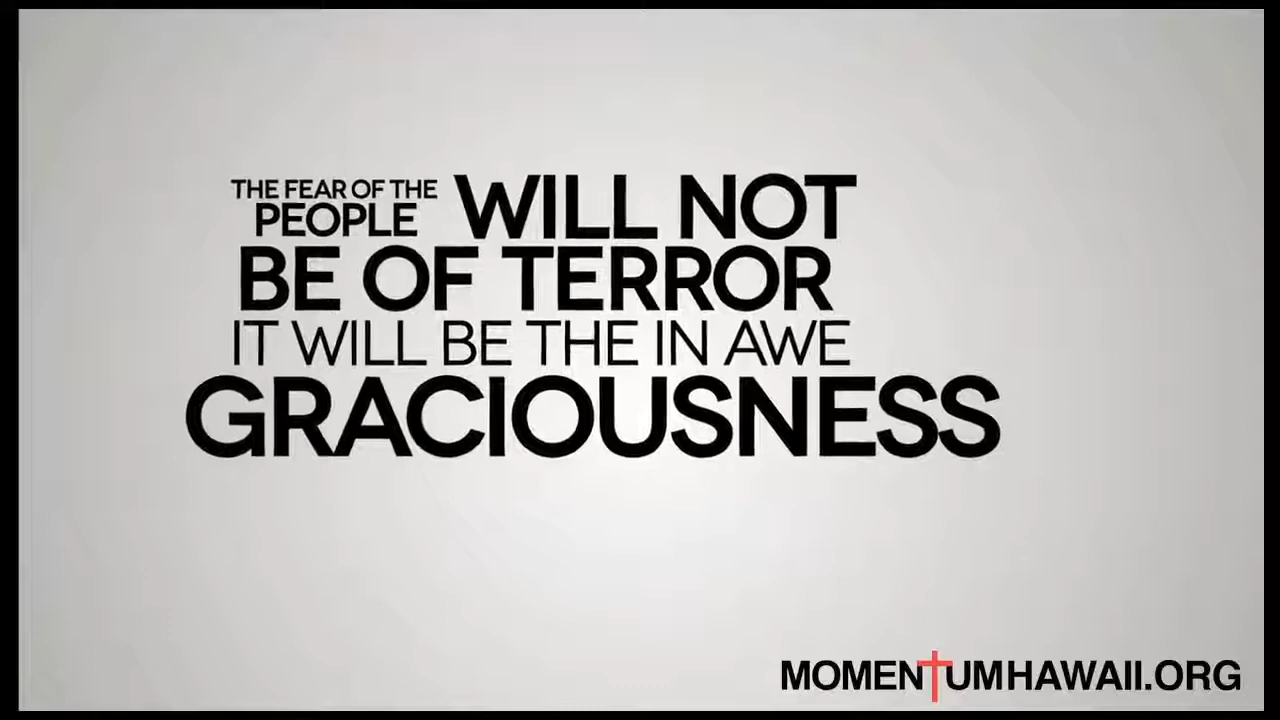 THE FEAR OF THE
PEOPLE WILL NOT
BE OF TERROR
IT WILL BE THE IN AWE
GRACIOUSNESS
MOMENTUMHAWAII.ORG